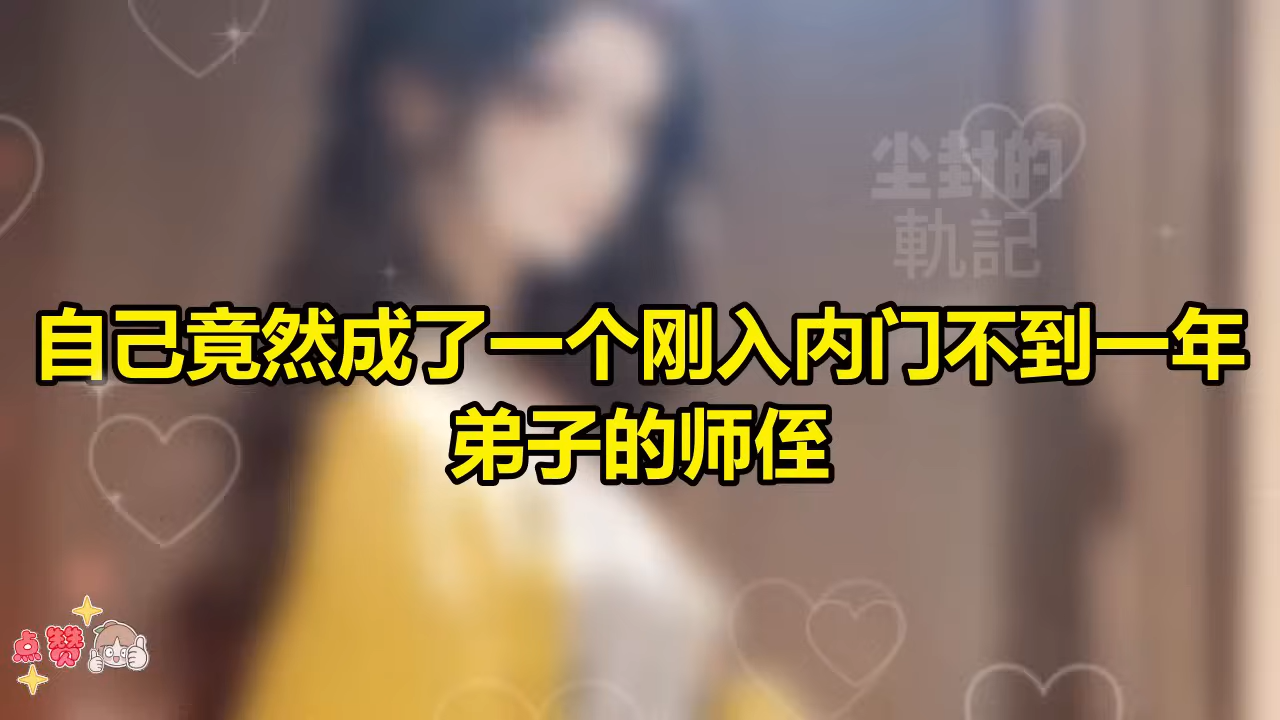 尘封的
軌記
自己竟然成了一个刚入内门不到一年
弟子的师侄
点赞